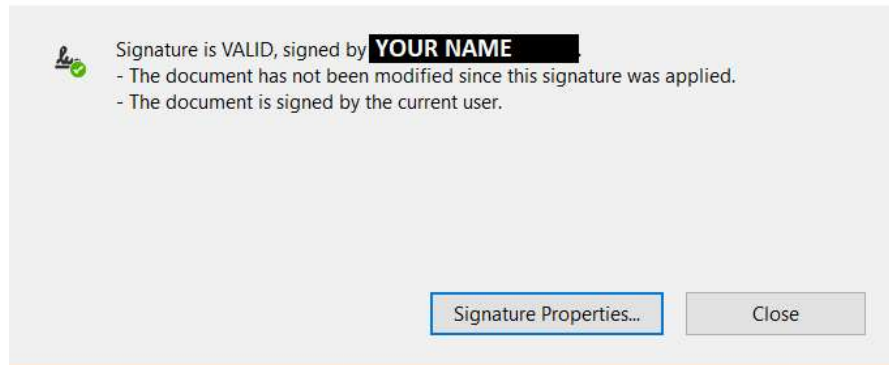 Signature is VALID, signed by YOUR NAME .
- The document has not been modified since this signature was applied.
- The document is signed by the current user.
Signature Properties... Close